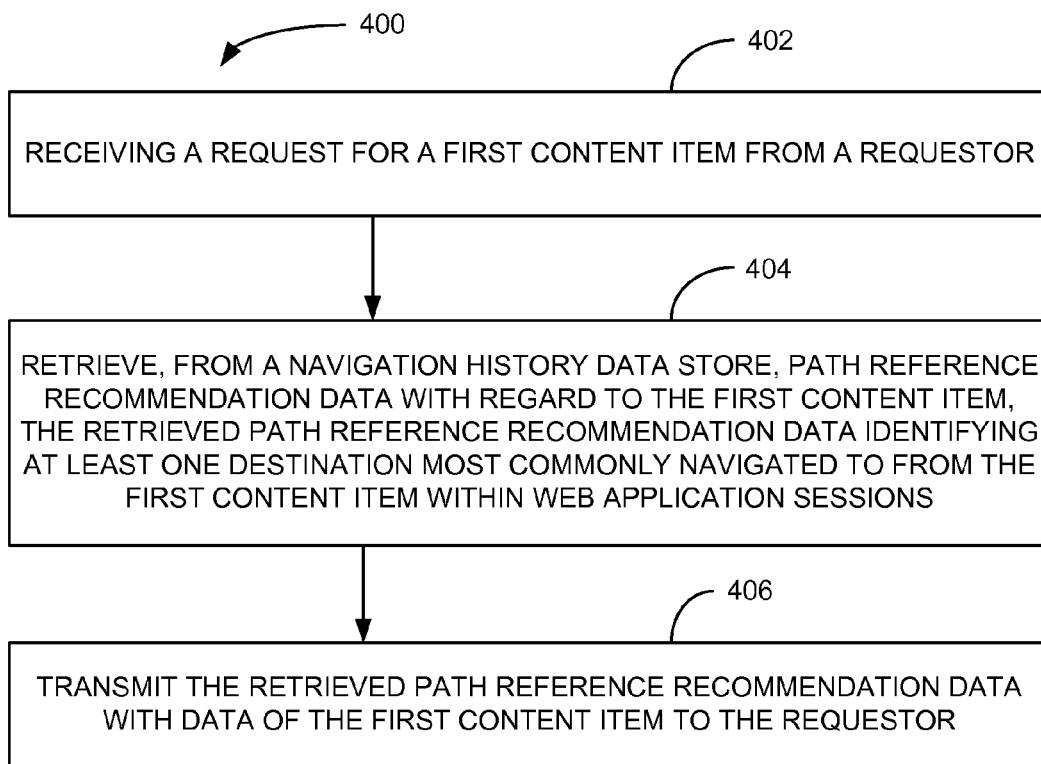 400
402
RECEIVING A REQUEST FOR A FIRST CONTENT ITEM FROM A REQUESTOR
404
RETRIEVE, FROM A NAVIGATION HISTORY DATA STORE, PATH REFERENCE
RECOMMENDATION DATA WITH REGARD TO THE FIRST CONTENT ITEM,
THE RETRIEVED PATH REFERENCE RECOMMENDATION DATA IDENTIFYING
AT LEAST ONE DESTINATION MOST COMMONLY NAVIGATED TO FROM THE
FIRST CONTENT ITEM WITHIN WEB APPLICATION SESSIONS
406
TRANSMIT THE RETRIEVED PATH REFERENCE RECOMMENDATION DATA
WITH DATA OF THE FIRST CONTENT ITEM TO THE REQUESTOR